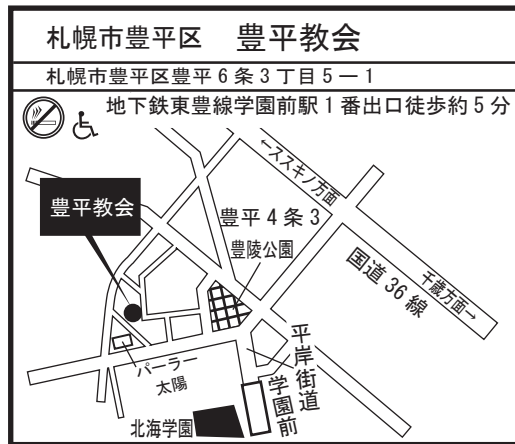 札幌市豊平区 豊平教会
札幌市豊平区豊平6条3丁目5―1
地下鉄東豊線学園前駅1番出口徒歩約5分
←ススキノ方面
豊平教会
豊平4条3
豊陵公園
国道36線
千歳方面→
平岸街道
パーラー
太陽
学園前
北海学園